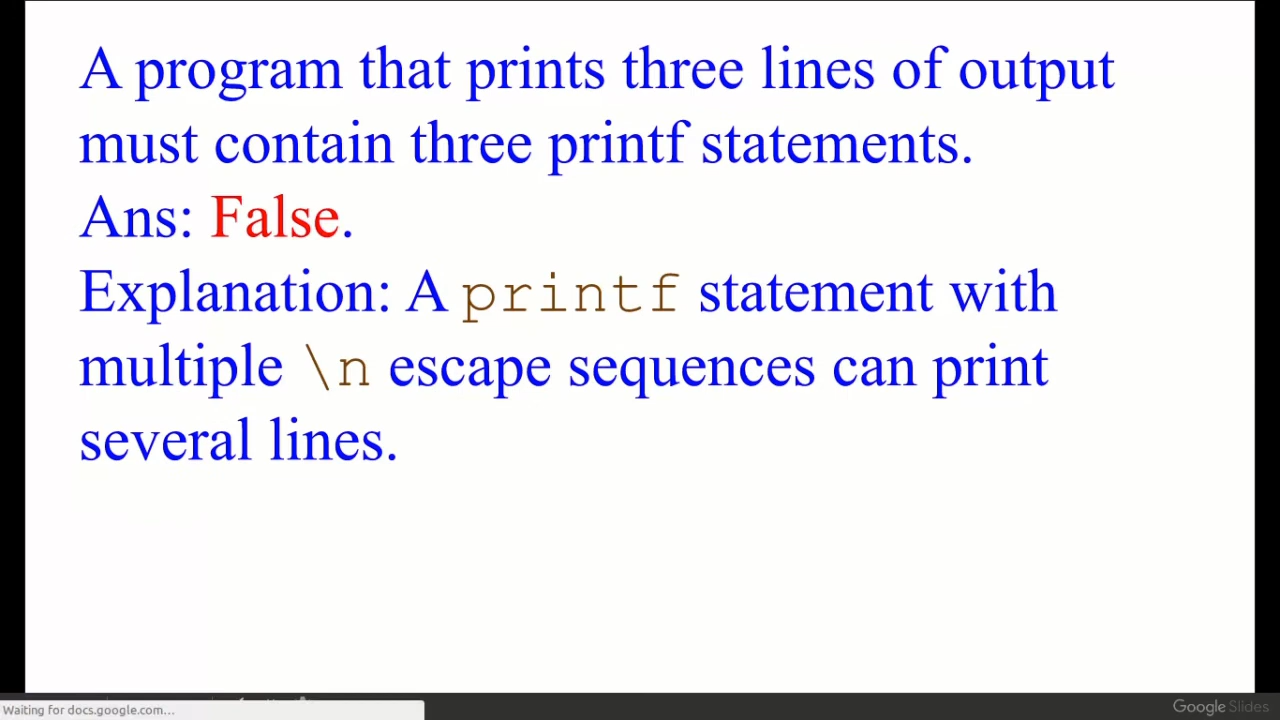 A program that prints three lines of output
must contain three printf statements.
Ans: False.
Explanation: A printf statement with
multiple \n escape sequences can print
several lines.
Waiting for docs.google.com...
Google Slides